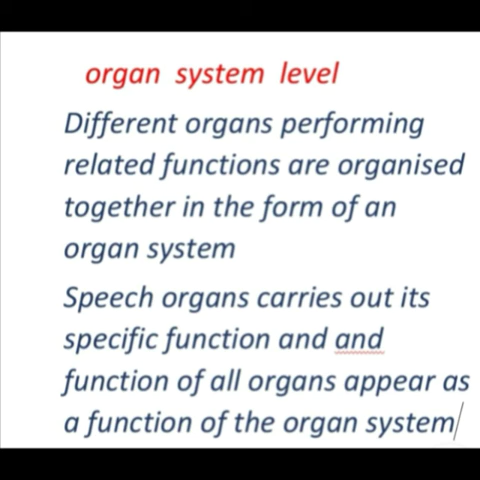 organ system level
Different organs performing
related functions are organised
together in the form of an
organ system
Speech organs carries out its
specific function and and
function of all organs appear as
a function of the organ system